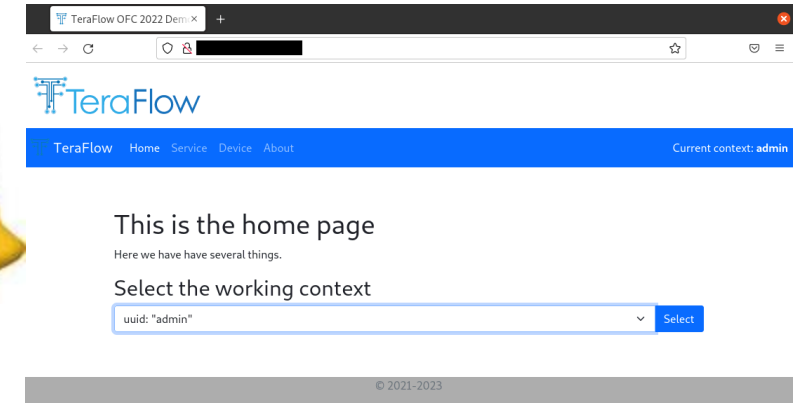 TeraFlow OFC 2022 Dem
TeraFlow
TeraFlow Home Service Device About Current context: admin
This is the home page
Here we have have several things.
Select the working context
uuid: "admin" Select
© 2021-2023